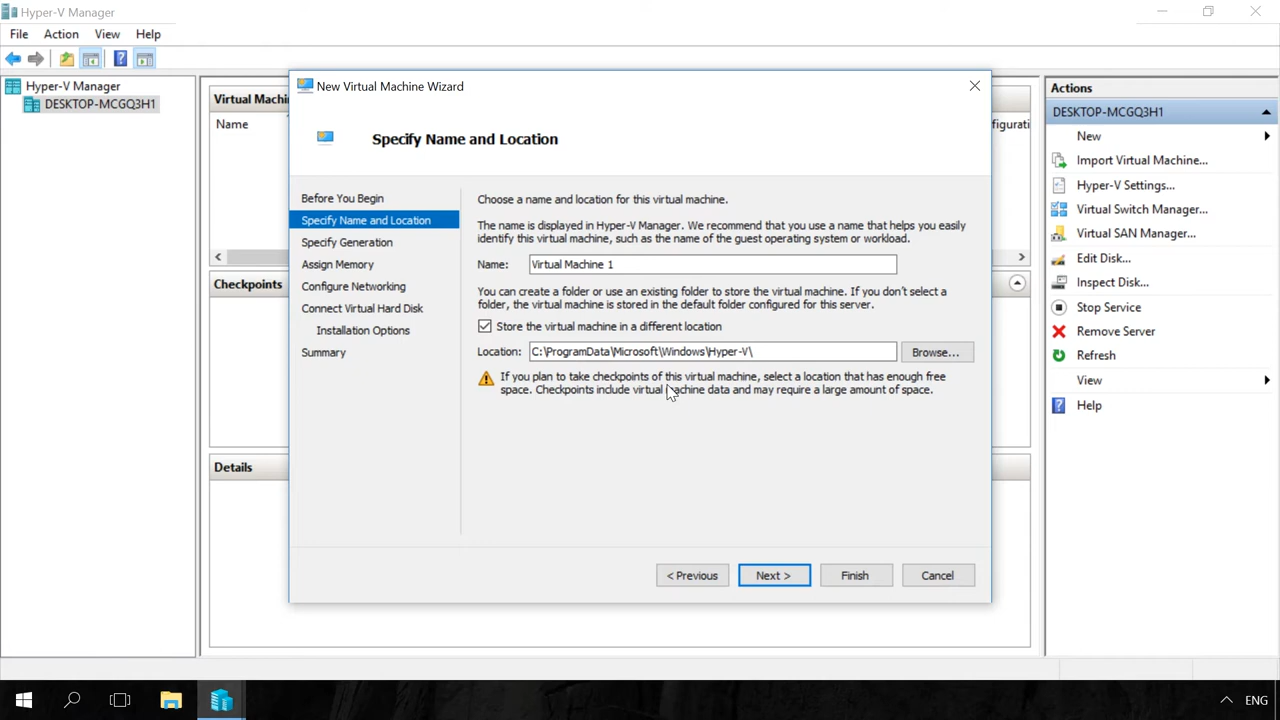 Hyper-V Manager
File Action View Help
Hyper-V Manager
DESKTOP-MCGQ3H1
Name
Checkpoints
Details
New Virtual Machine Wizard
Specify Name and Location
Before You Begin
Specify Name and Location
Specify Generation
Assign Memory
Configure Networking
Connect Virtual Hard Disk
Installation Options
Summary
Choose a name and location for this virtual machine.
The name is displayed in Hyper-V Manager. We recommend that you use a name that helps you easily
identify this virtual machine, such as the name of the guest operating system or workload.
Name: Virtual Machine 1
You can create a folder or use an existing folder to store the virtual machine. If you don't select a
folder, the virtual machine is stored in the default folder configured for this server.
Store the virtual machine in a different location
Location: C:\ProgramData\Microsoft\Windows\Hyper-V\ Browse...
If you plan to take checkpoints of this virtual machine, select a location that has enough free
space. Checkpoints include virtual machine data and may require a large amount of space.
< Previous Next > Finish Cancel
Actions
DESKTOP-MCGQ3H1
New
Import Virtual Machine...
Hyper-V Settings...
Virtual Switch Manager...
Virtual SAN Manager...
Edit Disk...
Inspect Disk...
Stop Service
Remove Server
Refresh
View
Help
ENG